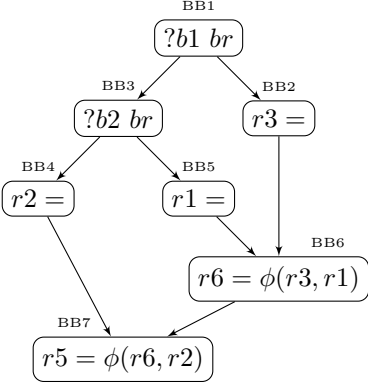 BB1
?b1 br
BB3
BB2
?b2 br
r3 =
BB4
BB5
r2 =
r1 =
BB6
r6 = ϕ(r3, r1)
BB7
r5 = ϕ(r6, r2)